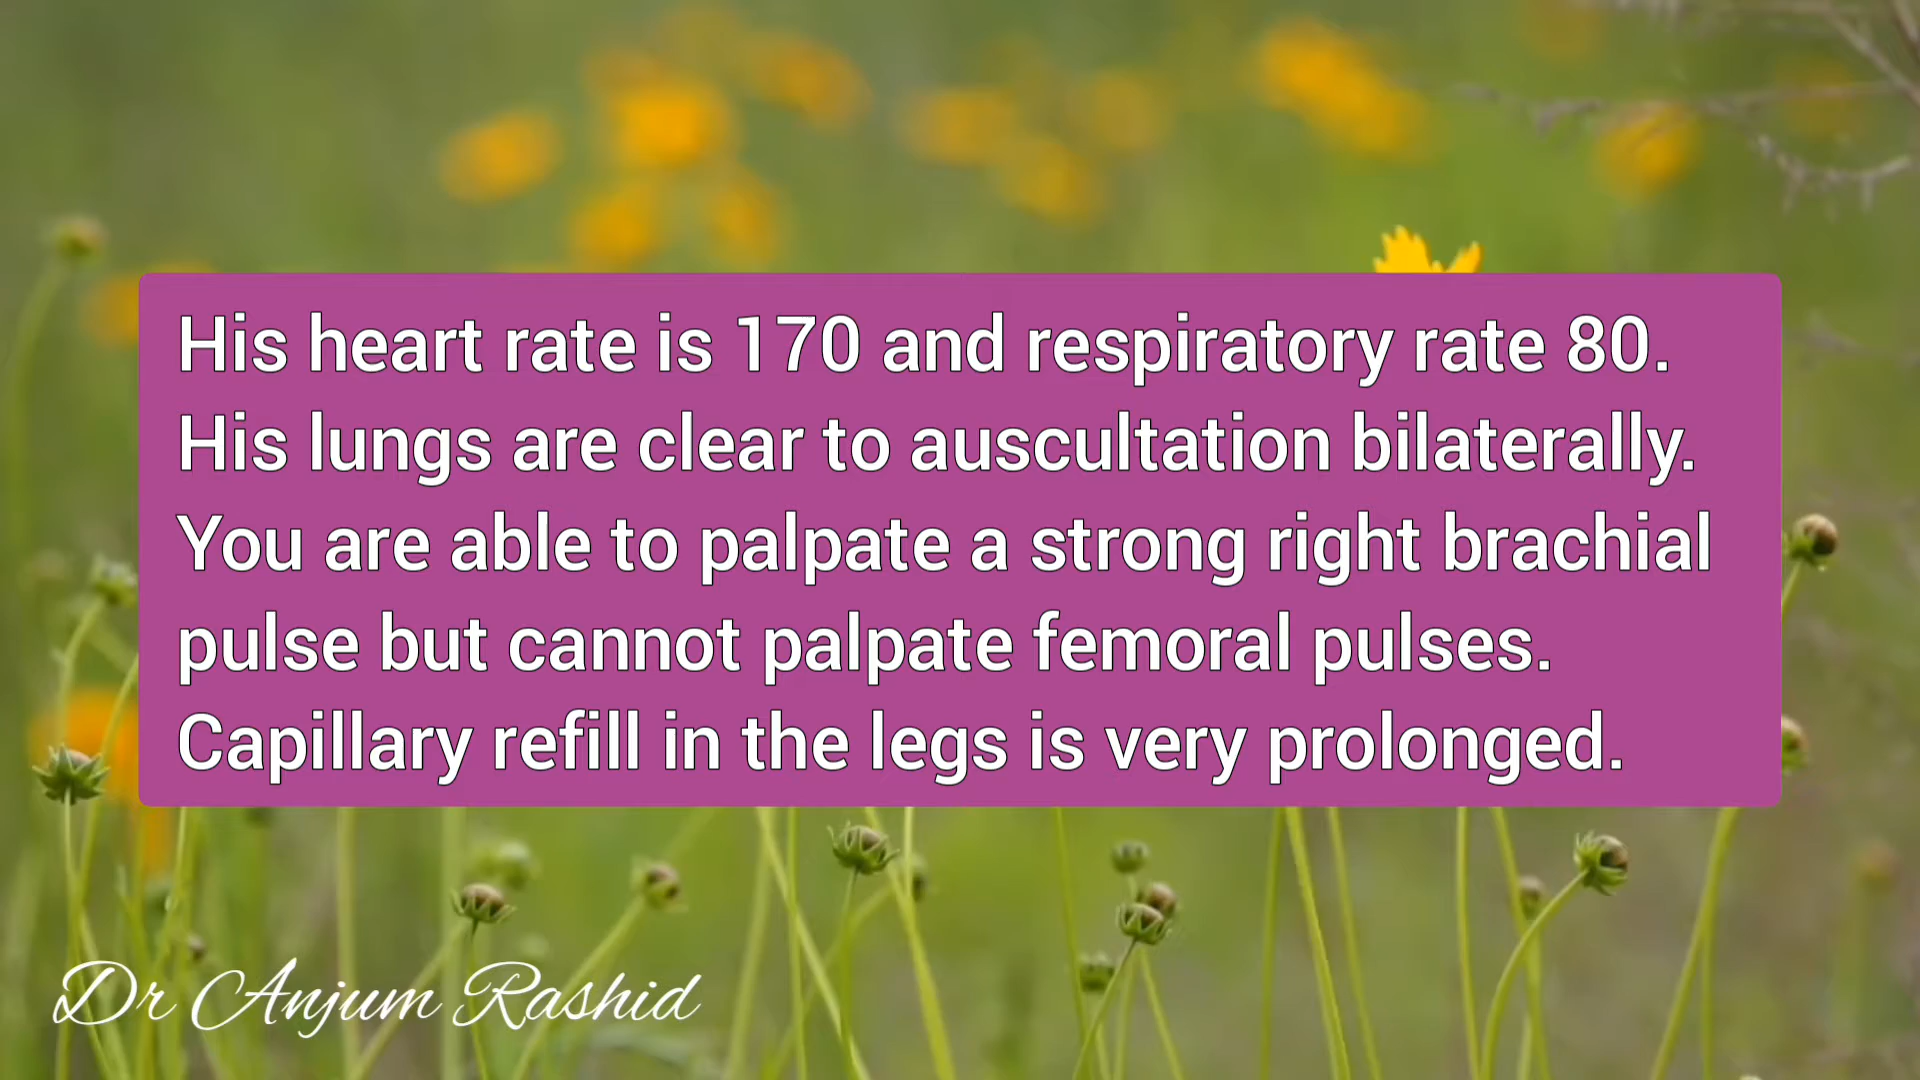 His heart rate is 170 and respiratory rate 80.
His lungs are clear to auscultation bilaterally.
You are able to palpate a strong right brachial
pulse but cannot palpate femoral pulses.
Capillary refill in the legs is very prolonged.
Dr Anjum Rashid